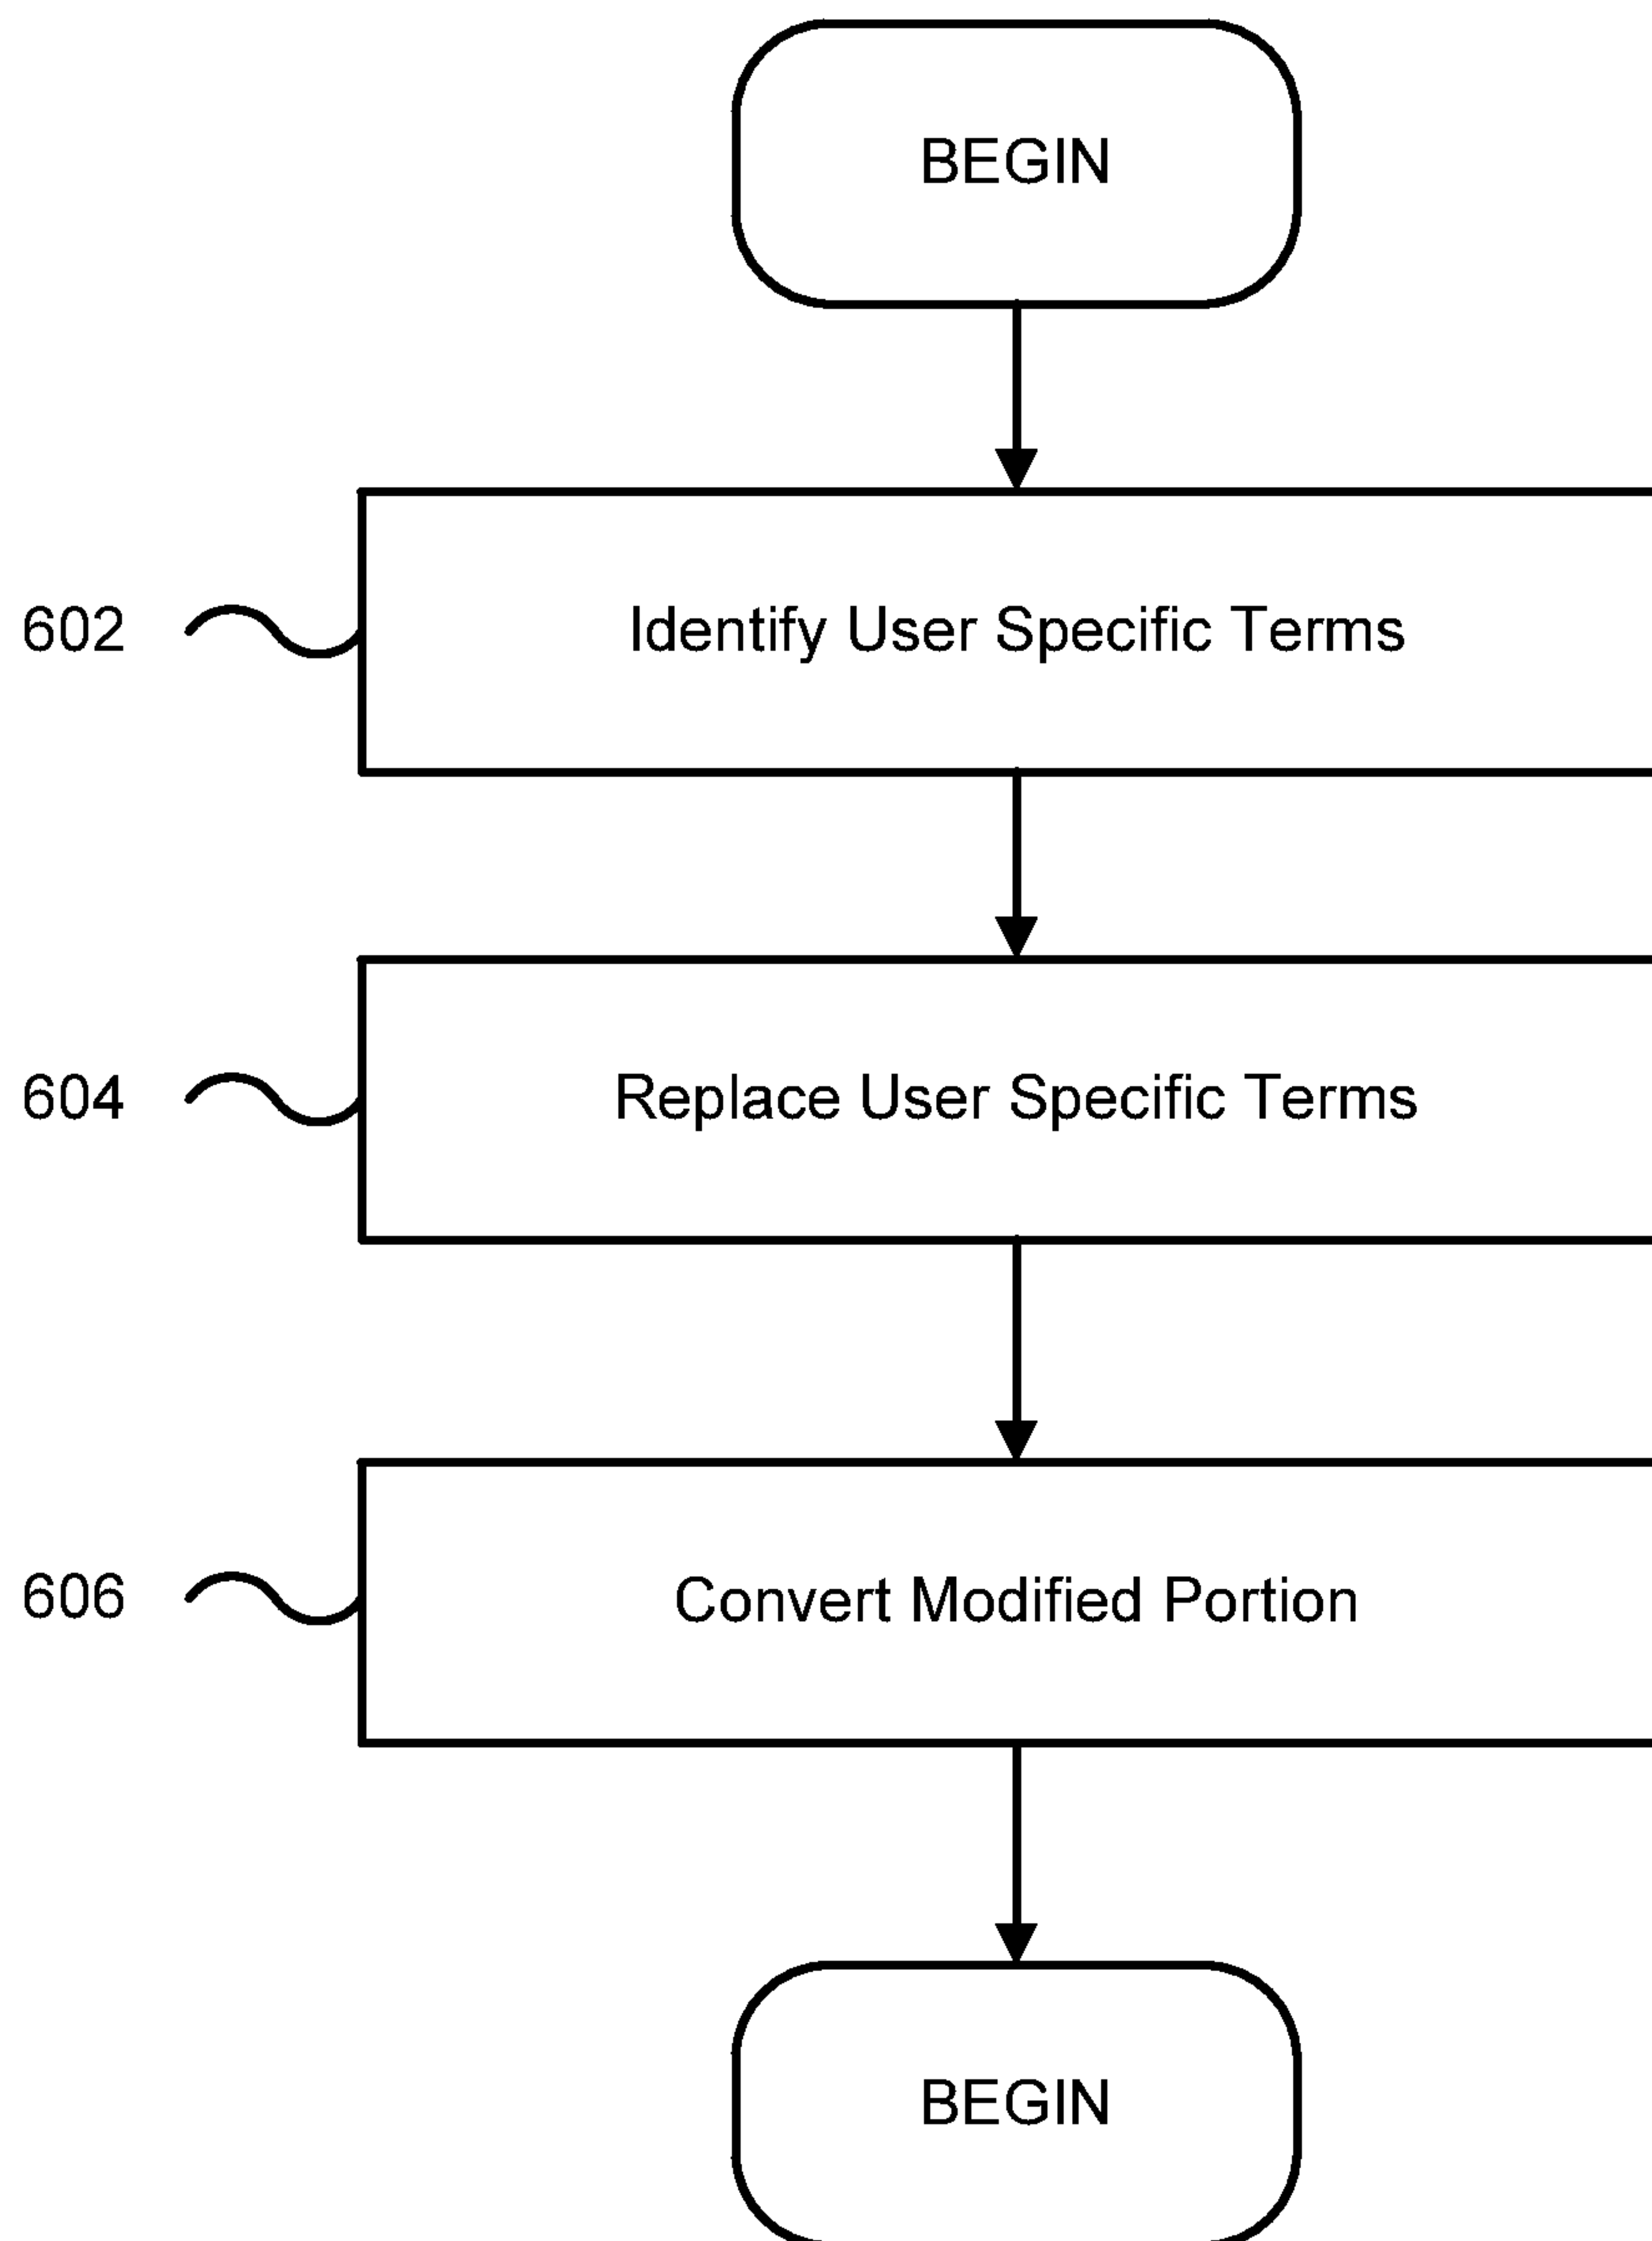 BEGIN
602 Identify User Specific Terms
604 Replace User Specific Terms
606 Convert Modified Portion
BEGIN